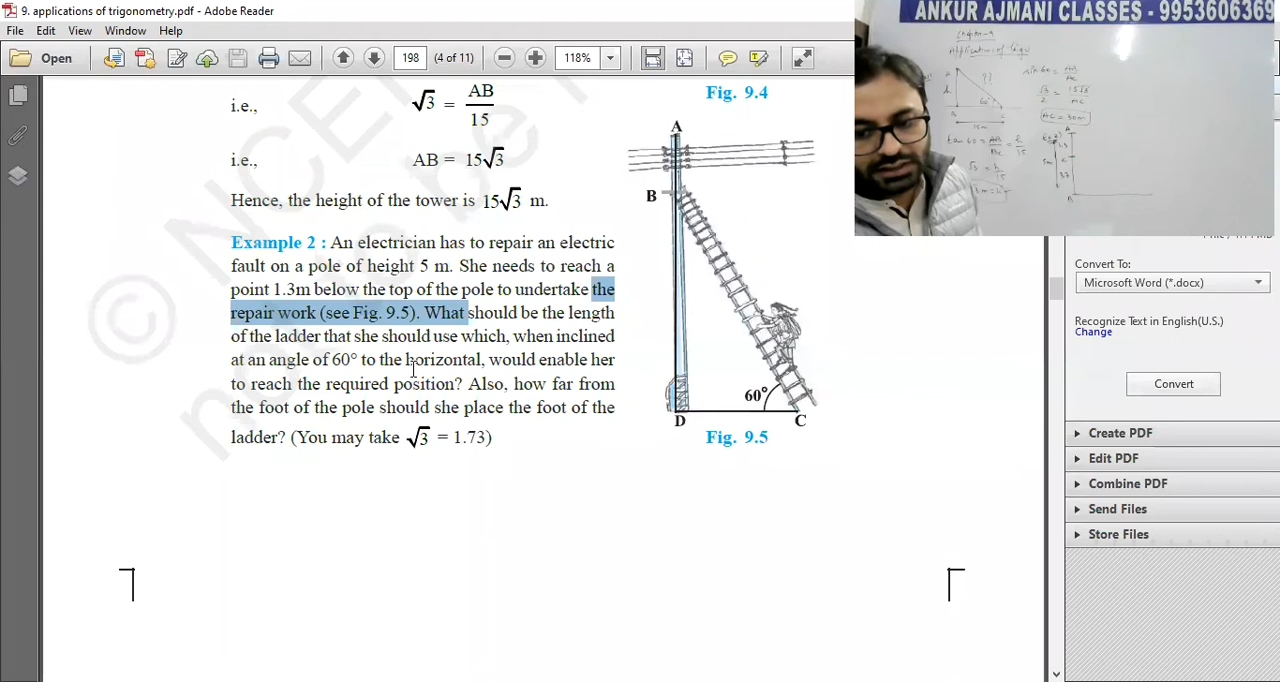 9. applications of trigonometry.pdf - Adobe Reader
File Edit View Window Help
Open 198 (4 of 11) 118%
ANKUR AJMANI CLASSES - 9953606369
i.e., √3 = AB/15
i.e., AB = 15√3
Hence, the height of the tower is 15√3 m.
Fig. 9.4
Example 2 : An electrician has to repair an electric
fault on a pole of height 5 m. She needs to reach a
point 1.3m below the top of the pole to undertake the
repair work (see Fig. 9.5). What should be the length
of the ladder that she should use which, when inclined
at an angle of 60° to the horizontal, would enable her
to reach the required position? Also, how far from
the foot of the pole should she place the foot of the
ladder? (You may take √3 = 1.73)
A
B
60°
D C
Fig. 9.5
© NCE
no
Convert To:
Microsoft Word (*.docx)
Recognize Text in English(U.S.)
Change
Convert
Create PDF
Edit PDF
Combine PDF
Send Files
Store Files